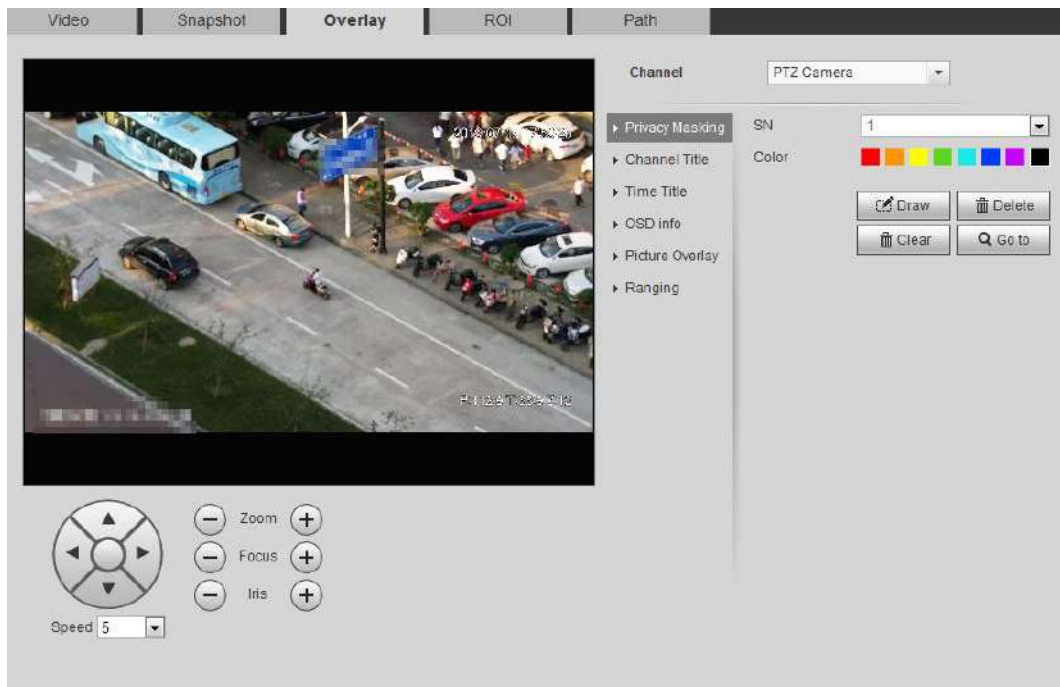 Video Snapshot Overlay ROI Path
Channel PTZ Camera
Privacy Masking
Channel Title
Time Title
OSD info
Picture Overlay
Ranging
SN 1
Color
Draw Delete
Clear Go to
Zoom
Focus
Iris
Speed 5